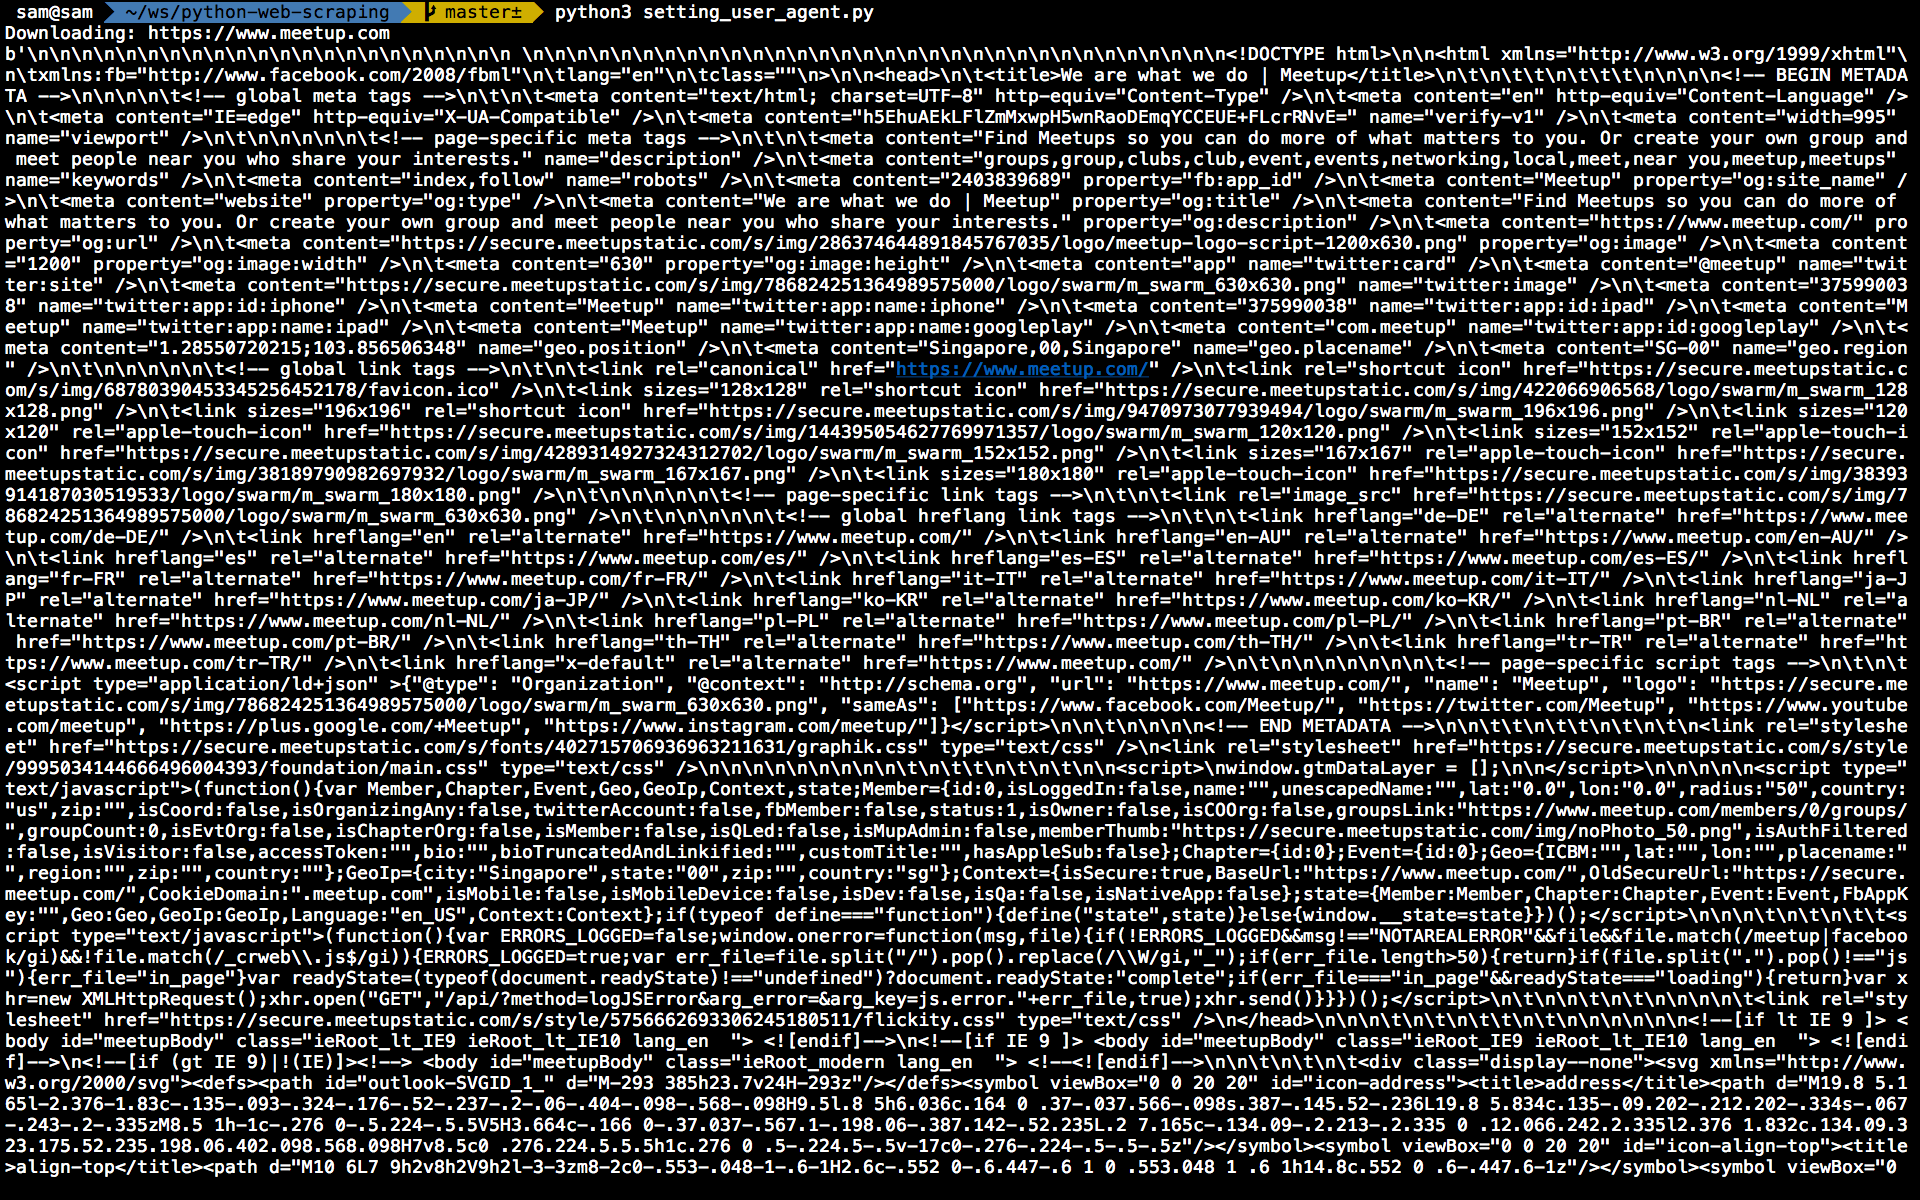 sam@sam ~/ws/python-web-scraping master± python3 setting_user_agent.py
Downloading: https://www.meetup.com
b'\n\n\n\n\n\n\n\n\n\n\n\n\n\n\n\n\n\n\n\n\n\n\n\n\n \n\n\n\n\n\n\n\n\n\n\n\n\n\n\n\n\n\n\n\n\n\n\n\n\n\n\n\n\n\n\n\n\n\n\n\n<!DOCTYPE html>\n\n<html xmlns="http://www.w3.org/1999/xhtml"\
n\txmlns:fb="http://www.facebook.com/2008/fbml"\n\tlang="en"\n\tclass=""\n>\n\n<head>\n\t<title>We are what we do | Meetup</title>\n\t\n\t\n\t\t\n\t\t\n\n\n\n\n<!-- BEGIN METADA
TA -->\n\n\n\n\t<!-- global meta tags -->\n\t\n\t<meta content="text/html; charset=UTF-8" http-equiv="Content-Type" />\n\t<meta content="en" http-equiv="Content-Language" />
\n\t<meta content="IE=edge" http-equiv="X-UA-Compatible" />\n\t<meta content="h5EhuAEkLFlZmMxwpH5wnRaoDEmqYCCEUE+FLcrRNvE=" name="verify-v1" />\n\t<meta content="width=995"
name="viewport" />\n\t\n\n\n\n\n\t<!-- page-specific meta tags -->\n\t\n\t<meta content="Find Meetups so you can do more of what matters to you. Or create your own group and
 meet people near you who share your interests." name="description" />\n\t<meta content="groups,group,clubs,club,event,events,networking,local,meet,near you,meetup,meetups"
name="keywords" />\n\t<meta content="index,follow" name="robots" />\n\t<meta content="2403839689" property="fb:app_id" />\n\t<meta content="Meetup" property="og:site_name" /
>\n\t<meta content="website" property="og:type" />\n\t<meta content="We are what we do | Meetup" property="og:title" />\n\t<meta content="Find Meetups so you can do more of
what matters to you. Or create your own group and meet people near you who share your interests." property="og:description" />\n\t<meta content="https://www.meetup.com/" pro
perty="og:url" />\n\t<meta content="https://secure.meetupstatic.com/s/img/286374644891845767035/logo/meetup-logo-script-1200x630.png" property="og:image" />\n\t<meta content
="1200" property="og:image:width" />\n\t<meta content="630" property="og:image:height" />\n\t<meta content="app" name="twitter:card" />\n\t<meta content="@meetup" name="twit
ter:site" />\n\t<meta content="https://secure.meetupstatic.com/s/img/786824251364989575000/logo/swarm/m_swarm_630x630.png" name="twitter:image" />\n\t<meta content="37599003
8" name="twitter:app:id:iphone" />\n\t<meta content="Meetup" name="twitter:app:name:iphone" />\n\t<meta content="375990038" name="twitter:app:id:ipad" />\n\t<meta content="M
eetup" name="twitter:app:name:ipad" />\n\t<meta content="Meetup" name="twitter:app:name:googleplay" />\n\t<meta content="com.meetup" name="twitter:app:id:googleplay" />\n\t<
meta content="1.28550720215;103.856506348" name="geo.position" />\n\t<meta content="Singapore,00,Singapore" name="geo.placename" />\n\t<meta content="SG-00" name="geo.region
" />\n\t\n\n\n\n\n\t<!-- global link tags -->\n\t\n\t<link rel="canonical" href="https://www.meetup.com/" />\n\t<link rel="shortcut icon" href="https://secure.meetupstatic.c
om/s/img/68780390453345256452178/favicon.ico" />\n\t<link sizes="128x128" rel="shortcut icon" href="https://secure.meetupstatic.com/s/img/422066906568/logo/swarm/m_swarm_128
x128.png" />\n\t<link sizes="196x196" rel="shortcut icon" href="https://secure.meetupstatic.com/s/img/9470973077939494/logo/swarm/m_swarm_196x196.png" />\n\t<link sizes="120
x120" rel="apple-touch-icon" href="https://secure.meetupstatic.com/s/img/144395054627769971357/logo/swarm/m_swarm_120x120.png" />\n\t<link sizes="152x152" rel="apple-touch-i
con" href="https://secure.meetupstatic.com/s/img/4289314927324312702/logo/swarm/m_swarm_152x152.png" />\n\t<link sizes="167x167" rel="apple-touch-icon" href="https://secure.
meetupstatic.com/s/img/38189790982697932/logo/swarm/m_swarm_167x167.png" />\n\t<link sizes="180x180" rel="apple-touch-icon" href="https://secure.meetupstatic.com/s/img/38393
914187030519533/logo/swarm/m_swarm_180x180.png" />\n\t\n\n\n\n\n\t<!-- page-specific link tags -->\n\t\n\t<link rel="image_src" href="https://secure.meetupstatic.com/s/img/7
86824251364989575000/logo/swarm/m_swarm_630x630.png" />\n\t\n\n\n\n\n\t<!-- global hreflang link tags -->\n\t\n\t<link hreflang="de-DE" rel="alternate" href="https://www.mee
tup.com/de-DE/" />\n\t<link hreflang="en" rel="alternate" href="https://www.meetup.com/" />\n\t<link hreflang="en-AU" rel="alternate" href="https://www.meetup.com/en-AU/" />
\n\t<link hreflang="es" rel="alternate" href="https://www.meetup.com/es/" />\n\t<link hreflang="es-ES" rel="alternate" href="https://www.meetup.com/es-ES/" />\n\t<link hrefl
ang="fr-FR" rel="alternate" href="https://www.meetup.com/fr-FR/" />\n\t<link hreflang="it-IT" rel="alternate" href="https://www.meetup.com/it-IT/" />\n\t<link hreflang="ja-J
P" rel="alternate" href="https://www.meetup.com/ja-JP/" />\n\t<link hreflang="ko-KR" rel="alternate" href="https://www.meetup.com/ko-KR/" />\n\t<link hreflang="nl-NL" rel="a
lternate" href="https://www.meetup.com/nl-NL/" />\n\t<link hreflang="pl-PL" rel="alternate" href="https://www.meetup.com/pl-PL/" />\n\t<link hreflang="pt-BR" rel="alternate"
 href="https://www.meetup.com/pt-BR/" />\n\t<link hreflang="th-TH" rel="alternate" href="https://www.meetup.com/th-TH/" />\n\t<link hreflang="tr-TR" rel="alternate" href="ht
tps://www.meetup.com/tr-TR/" />\n\t<link hreflang="x-default" rel="alternate" href="https://www.meetup.com/" />\n\t\n\n\n\n\n\n\n\n\t<!-- page-specific script tags -->\n\t\n\t
<script type="application/ld+json" >{"@type": "Organization", "@context": "http://schema.org", "url": "https://www.meetup.com/", "name": "Meetup", "logo": "https://secure.me
etupstatic.com/s/img/786824251364989575000/logo/swarm/m_swarm_630x630.png", "sameAs": ["https://www.facebook.com/Meetup/", "https://twitter.com/Meetup", "https://www.youtube
.com/meetup", "https://plus.google.com/+Meetup", "https://www.instagram.com/meetup/"]}</script>\n\n\t\n\n\n\n<!-- END METADATA -->\n\n\t\n\t\n\t\n\t\t\n<link rel="styleshe
et" href="https://secure.meetupstatic.com/s/fonts/402715706936963211631/graphik.css" type="text/css" />\n<link rel="stylesheet" href="https://secure.meetupstatic.com/s/style
/9995034144666496004393/foundation/main.css" type="text/css" />\n\n\n\n\n\n\n\n\n\n\t\n\t\n\t\n\t\n\t\n<script>\nwindow.gtmDataLayer = [];\n\n</script>\n\n\n\n\n<script type="
text/javascript">(function(){var Member,Chapter,Event,Geo,GeoIp,Context,state;Member={id:0,isLoggedIn:false,name:"",unescapedName:"",lat:"0.0",lon:"0.0",radius:"50",country:
"us",zip:"",isCoord:false,isOrganizingAny:false,twitterAccount:false,fbMember:false,status:1,isOwner:false,isCOOrg:false,groupsLink:"https://www.meetup.com/members/0/groups/
",groupCount:0,isEvtOrg:false,isChapterOrg:false,isMember:false,isQLed:false,isMupAdmin:false,memberThumb:"https://secure.meetupstatic.com/img/noPhoto_50.png",isAuthFiltered
:false,isVisitor:false,accessToken:"",bio:"",bioTruncatedAndLinkified:"",customTitle:"",hasAppleSub:false};Chapter={id:0};Event={id:0};Geo={ICBM:"",lat:"",lon:"",placename:"
",region:"",zip:"",country:""};GeoIp={city:"Singapore",state:"00",zip:"",country:"sg"};Context={isSecure:true,BaseUrl:"https://www.meetup.com/",OldSecureUrl:"https://secure.
meetup.com/",CookieDomain:".meetup.com",isMobile:false,isMobileDevice:false,isDev:false,isQa:false,isNativeApp:false};state={Member:Member,Chapter:Chapter,Event:Event,FbAppK
ey:"",Geo:Geo,GeoIp:GeoIp,Language:"en_US",Context:Context};if(typeof define==="function"){define("state",state)}else{window.__state=state}})();</script>\n\n\n\t\n\t\n\t\t<s
cript type="text/javascript">(function(){var ERRORS_LOGGED=false;window.onerror=function(msg,file){if(!ERRORS_LOGGED&&msg!=="NOTAREALERROR"&&file&&file.match(/meetup|faceboo
k/gi)&&!file.match(/_crweb\\.js$/gi)){ERRORS_LOGGED=true;var err_file=file.split("/").pop().replace(/\\W/gi,"_");if(err_file.length>50){return}if(file.split(".").pop()!=="js
"){err_file="in_page"}var readyState=(typeof(document.readyState)!=="undefined")?document.readyState:"complete";if(err_file==="in_page"&&readyState==="loading"){return}var x
hr=new XMLHttpRequest();xhr.open("GET","/api/?method=logJSError&arg_error=&arg_key=js.error."+err_file,true);xhr.send()}}})();</script>\n\t\n\t\n\t\n\n\n\n\t<link rel="sty
lesheet" href="https://secure.meetupstatic.com/s/style/5756662693306245180511/flickity.css" type="text/css" />\n</head>\n\n\n\t\n\t\n\t\n\t\n\n\n\n\n\n\n<!--[if lt IE 9 ]> <
body id="meetupBody" class="ieRoot_lt_IE9 ieRoot_lt_IE10 lang_en  "> <![endif]-->\n<!--[if IE 9 ]> <body id="meetupBody" class="ieRoot_IE9 ieRoot_lt_IE10 lang_en  "> <![endi
f]-->\n<!--[if (gt IE 9)|!(IE)]><!--> <body id="meetupBody" class="ieRoot_modern lang_en  "> <!--<![endif]-->\n\n\t\n\t\n\t<div class="display--none"><svg xmlns="http://www.
w3.org/2000/svg"><defs><path id="outlook-SVGID_1_" d="M-293 385h23.7v24H-293z"/></defs><symbol viewBox="0 0 20 20" id="icon-address"><title>address</title><path d="M19.8 5.1
65l-2.376-1.83c-.135-.093-.324-.176-.52-.237-.2-.06-.404-.098-.568-.098H9.5l.8 5h6.036c.164 0 .37-.037.566-.098s.387-.145.52-.236L19.8 5.834c.135-.09.202-.212.202-.334s-.067
-.243-.2-.335zM8.5 1h-1c-.276 0-.5.224-.5.5V5H3.664c-.166 0-.37.037-.567.1-.198.06-.387.142-.52.235L.2 7.165c-.134.09-.2.213-.2.335 0 .12.066.242.2.335l2.376 1.832c.134.09.3
23.175.52.235.198.06.402.098.568.098H7v8.5c0 .276.224.5.5.5h1c.276 0 .5-.224.5-.5v-17c0-.276-.224-.5-.5-.5z"/></symbol><symbol viewBox="0 0 20 20" id="icon-align-top"><title
>align-top</title><path d="M10 6L7 9h2v8h2V9h2l-3-3zm8-2c0-.553-.048-1-.6-1H2.6c-.552 0-.6.447-.6 1 0 .553.048 1 .6 1h14.8c.552 0 .6-.447.6-1z"/></symbol><symbol viewBox="0